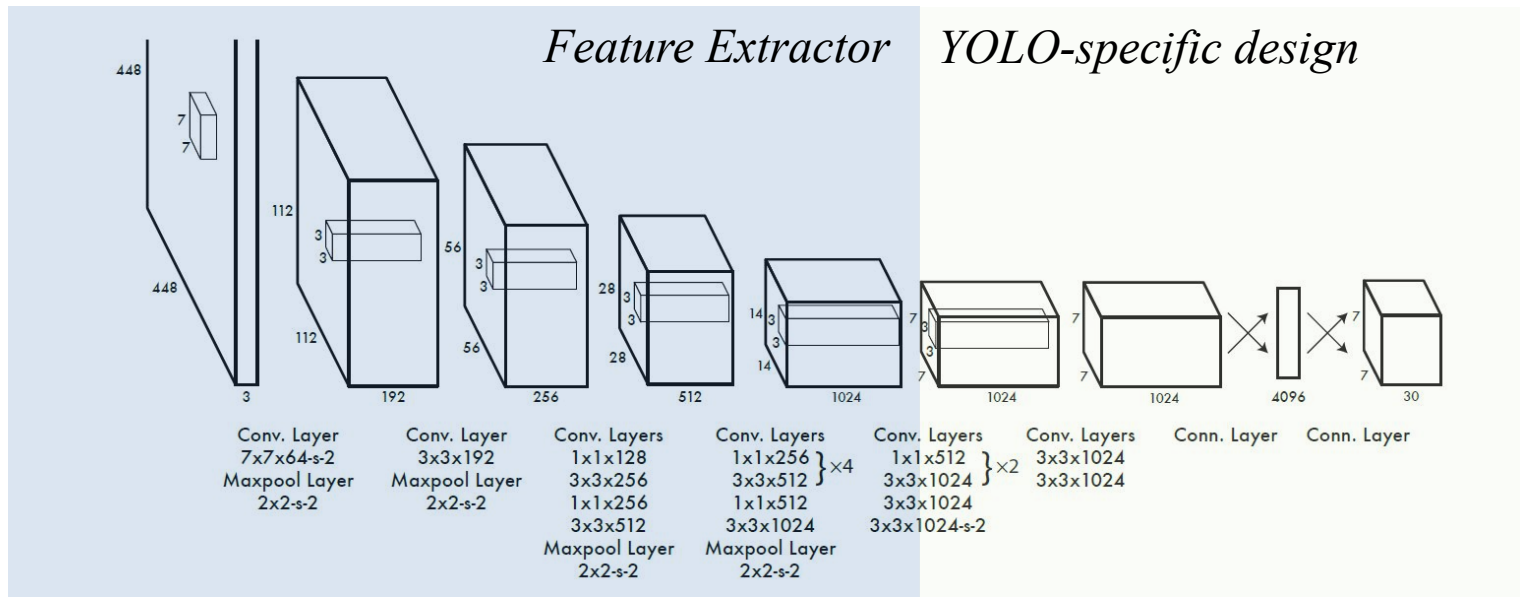 Feature Extractor YOLO-specific design
448
7
7
448
3
112
3
3
112
192
56
3
3
56
256
28
3
3
28
512
14
3
3
14
1024
7
3
3
7
1024
7
7
1024
4096
7
7
30
Conv. Layer
7x7x64-s-2
Maxpool Layer
2x2-s-2
Conv. Layer
3x3x192
Maxpool Layer
2x2-s-2
Conv. Layers
1x1x128
3x3x256
1x1x256
3x3x512
Maxpool Layer
2x2-s-2
Conv. Layers
1x1x256
3x3x512 }×4
1x1x512
3x3x1024
Maxpool Layer
2x2-s-2
Conv. Layers
1x1x512
3x3x1024 }×2
3x3x1024
3x3x1024-s-2
Conv. Layers
3x3x1024
3x3x1024
Conn. Layer
Conn. Layer